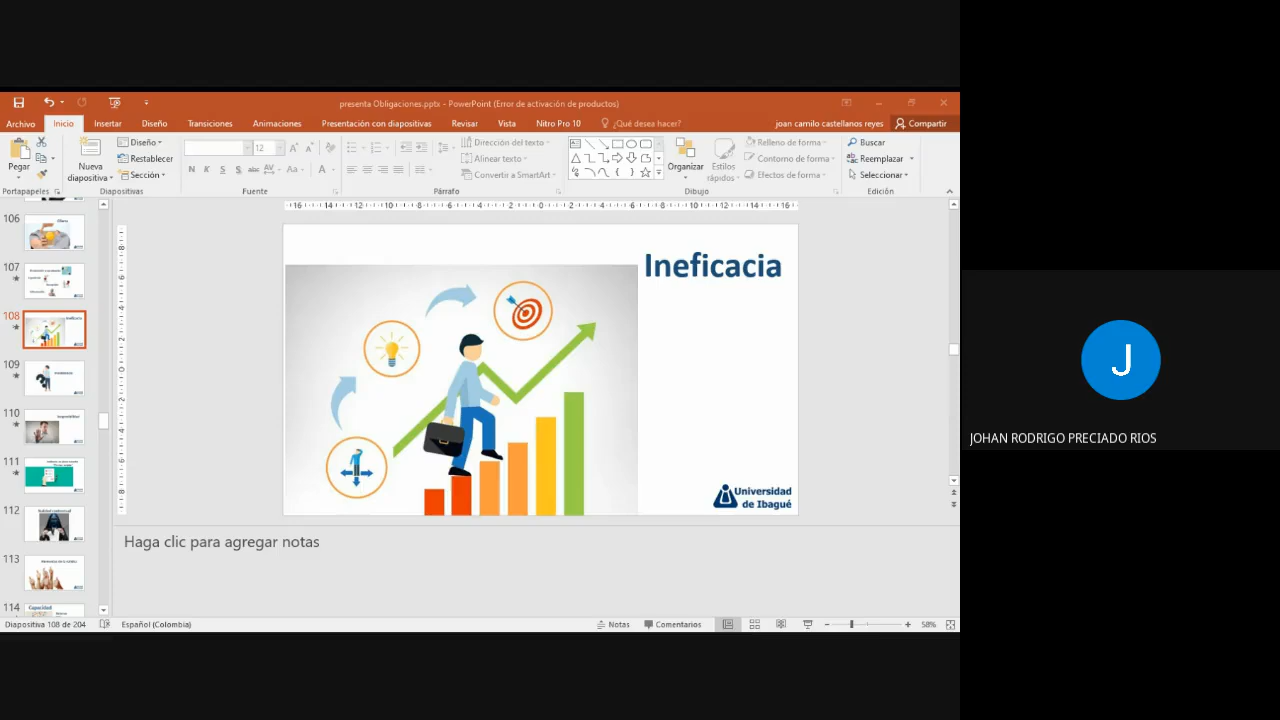 presenta Obligaciones.pptx - PowerPoint (Error de activación de productos)
Archivo Inicio Insertar Diseño Transiciones Animaciones Presentación con diapositivas Revisar Vista Nitro Pro 10 ¿Qué desea hacer? joan camilo castellanos reyes Compartir
Pegar
Nueva diapositiva
Diseño
Restablecer
Sección
12
N K S S abc AV Aa A
Dirección del texto
Alinear texto
Convertir a SmartArt
Organizar
Estilos rápidos
Relleno de forma
Contorno de forma
Efectos de forma
Buscar
Reemplazar
Seleccionar
Portapapeles Diapositivas Fuente Párrafo Dibujo Edición
106
107
108
109
110
111
112
113
114
Capacidad
Ineficacia
Universidad
de Ibagué
Haga clic para agregar notas
Diapositiva 108 de 204 Español (Colombia) Notas Comentarios 58%
J
JOHAN RODRIGO PRECIADO RIOS